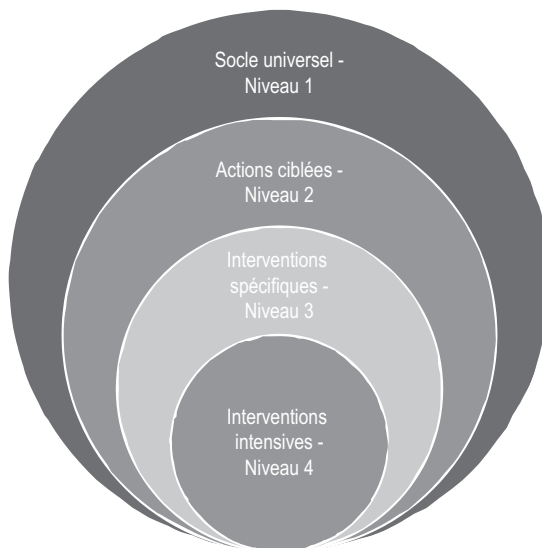 Socle universel -
Niveau 1
Actions ciblées -
Niveau 2
Interventions
spécifiques -
Niveau 3
Interventions
intensives -
Niveau 4